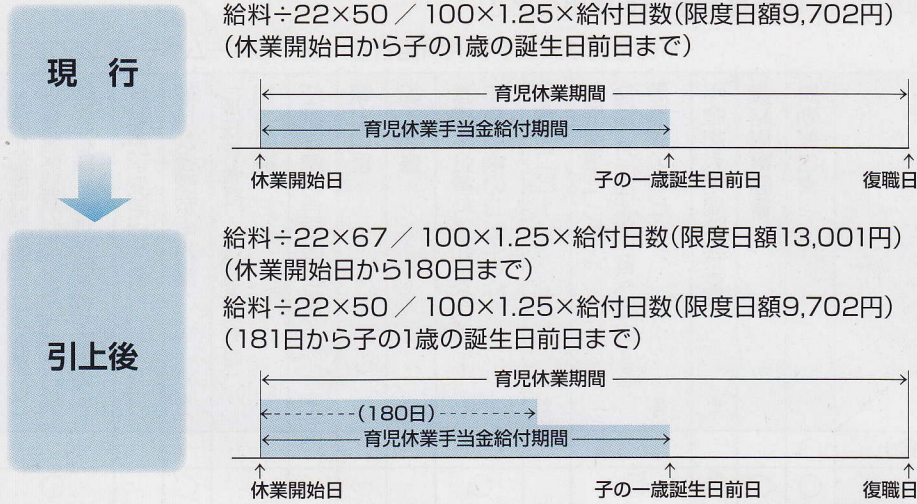 現 行
給料÷22×50／100×1.25×給付日数(限度日額9,702円)
(休業開始日から子の1歳の誕生日前日まで)
育児休業期間
育児休業手当金給付期間
休業開始日
子の一歳誕生日前日
復職日
引上後
給料÷22×67／100×1.25×給付日数(限度日額13,001円)
(休業開始日から180日まで)
給料÷22×50／100×1.25×給付日数(限度日額9,702円)
(181日から子の1歳の誕生日前日まで)
育児休業期間
(180日)
育児休業手当金給付期間
休業開始日
子の一歳誕生日前日
復職日